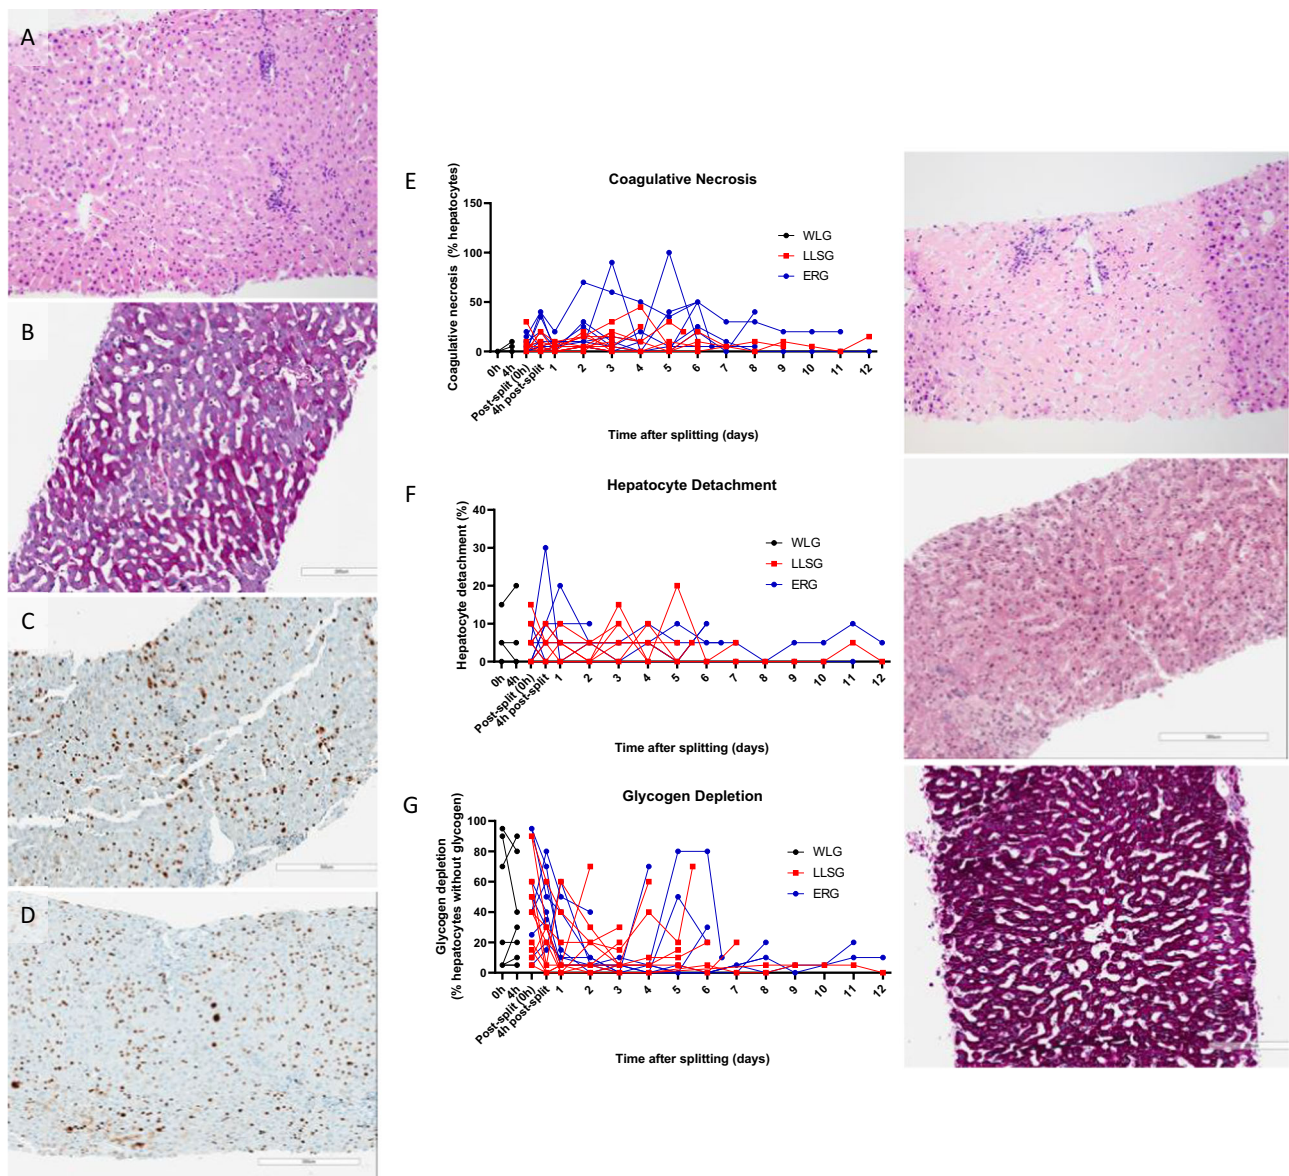 A
B
C
D
E
Coagulative Necrosis
Coagulative necrosis (% hepatocytes)
150
100
50
0
WLG
LLSG
ERG
0h
4h
Post-split (0h)
4h post-split
1
2
3
4
5
6
7
8
9
10
11
12
Time after splitting (days)
F
Hepatocyte Detachment
Hepatocyte detachment (%)
40
30
20
10
0
WLG
LLSG
ERG
0h
4h
Post-split (0h)
4h post-split
1
2
3
4
5
6
7
8
9
10
11
12
Time after splitting (days)
G
Glycogen Depletion
Glycogen depletion
(% hepatocytes without glycogen)
100
80
60
40
20
0
WLG
LLSG
ERG
0h
4h
Post-split (0h)
4h post-split
1
2
3
4
5
6
7
8
9
10
11
12
Time after splitting (days)